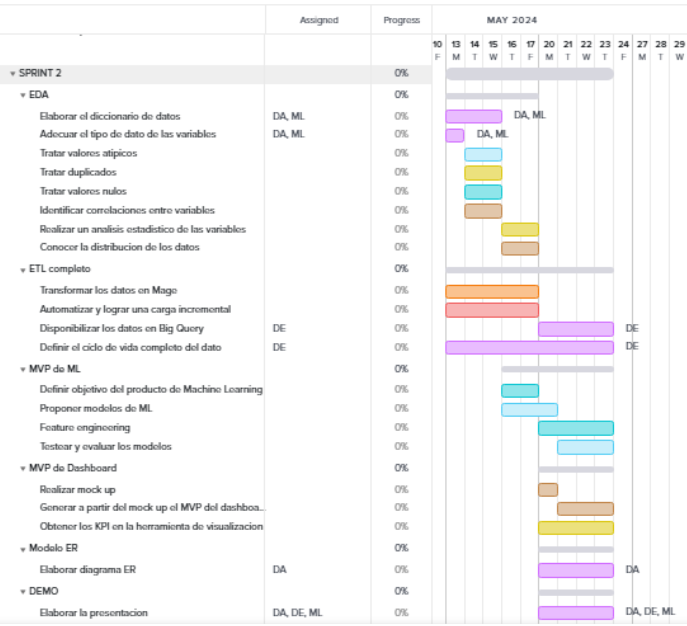 Assigned Progress MAY 2024
10 13 14 15 16 17 20 21 22 23 24 27 28 29
F M T W T F M T W T F M T W
SPRINT 2 0%
EDA 0%
Elaborar el diccionario de datos DA, ML 0% DA, ML
Adecuar el tipo de dato de las variables DA, ML 0% DA, ML
Tratar valores atipicos 0%
Tratar duplicados 0%
Tratar valores nulos 0%
Identificar correlaciones entre variables 0%
Realizar un analisis estadistico de las variables 0%
Conocer la distribucion de los datos 0%
ETL completo 0%
Transformar los datos en Mage 0%
Automatizar y lograr una carga incremental 0%
Disponibilizar los datos en Big Query DE 0% DE
Definir el ciclo de vida completo del dato DE 0% DE
MVP de ML 0%
Definir objetivo del producto de Machine Learning 0%
Proponer modelos de ML 0%
Feature engineering 0%
Testear y evaluar los modelos 0%
MVP de Dashboard 0%
Realizar mock up 0%
Generar a partir del mock up el MVP del dashboa... 0%
Obtener los KPI en la herramienta de visualizacion 0%
Modelo ER 0%
Elaborar diagrama ER DA 0% DA
DEMO 0%
Elaborar la presentacion DA, DE, ML 0% DA, DE, ML